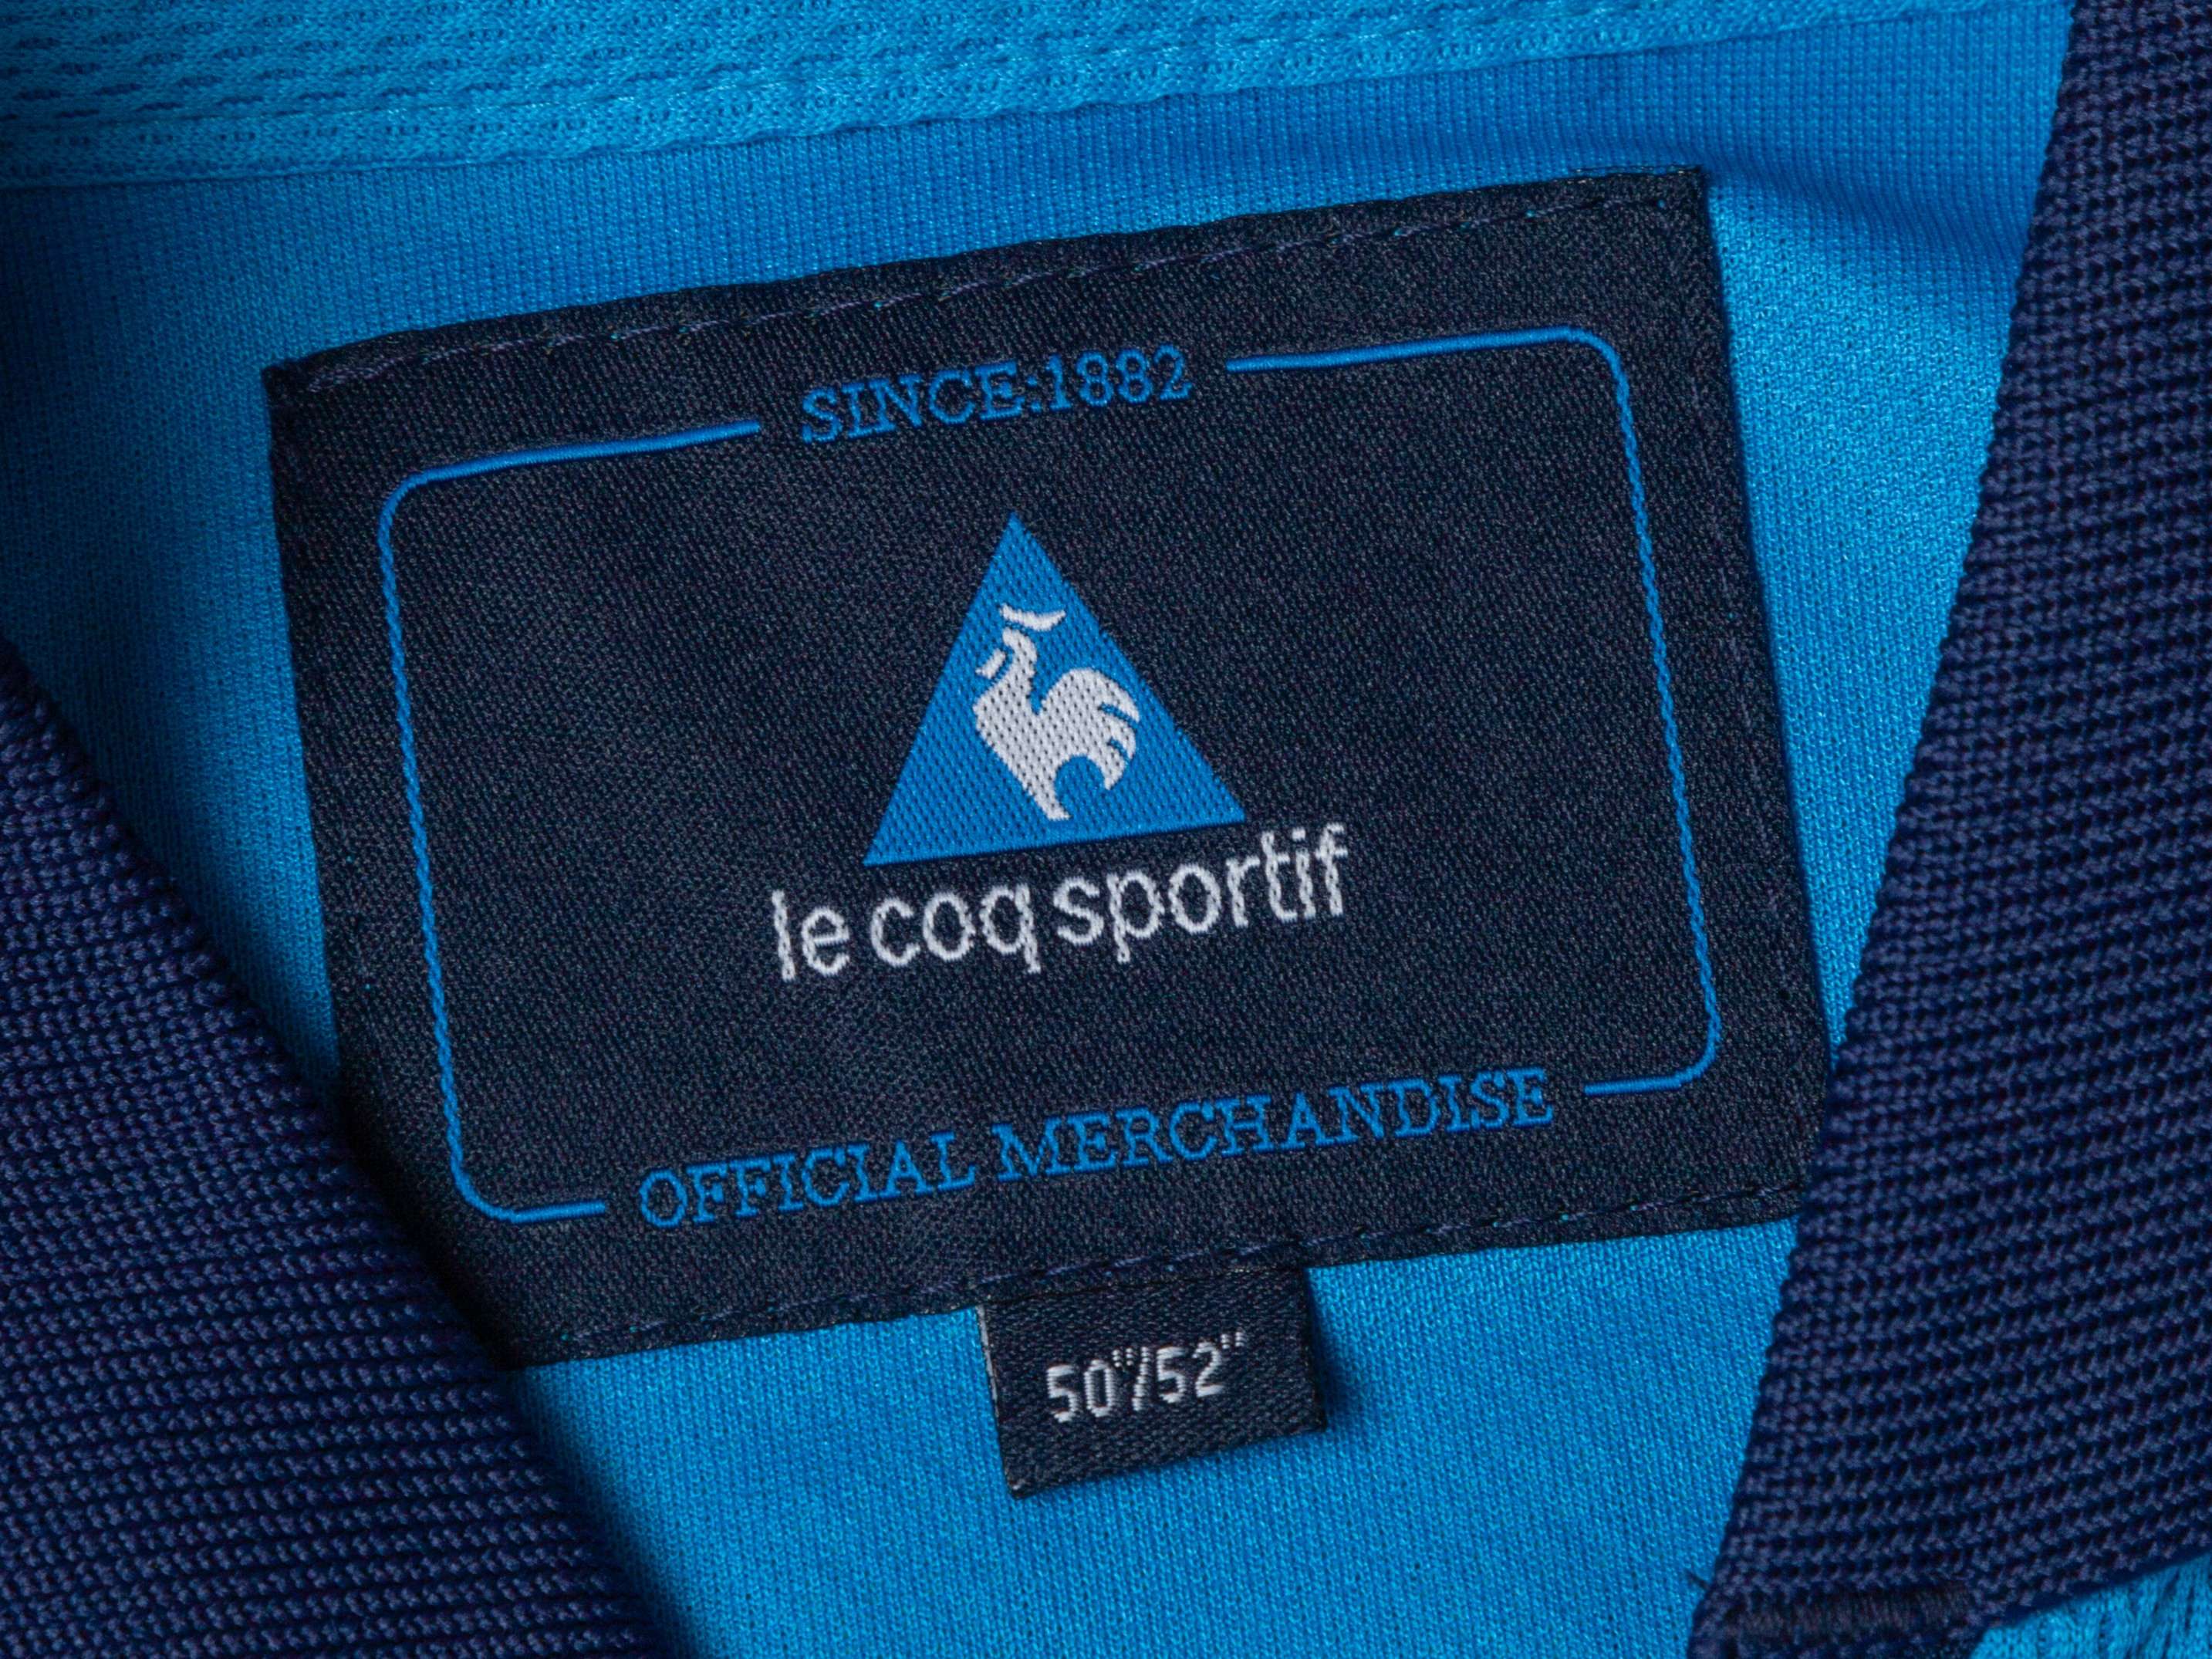 SINCE:1882
le coq sportif
OFFICIAL MERCHANDISE
50"/52"